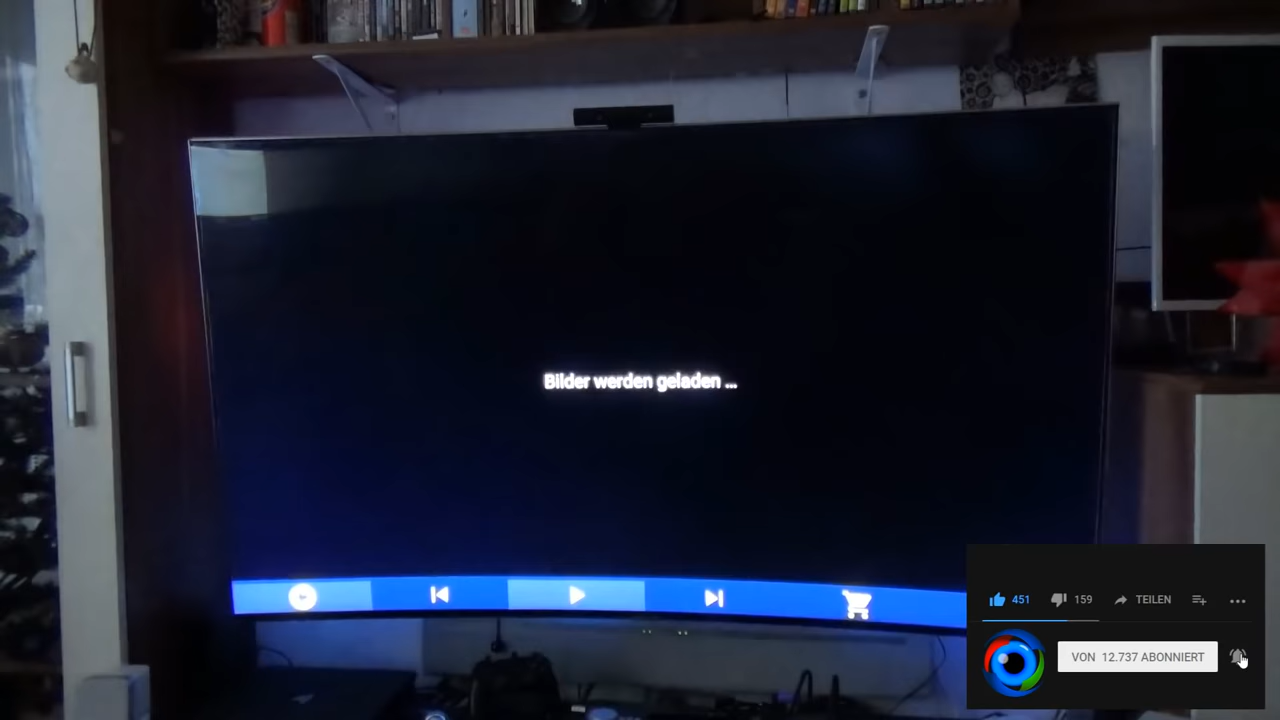 Bilder werden geladen ...
451
159
TEILEN
VON 12.737 ABONNIERT